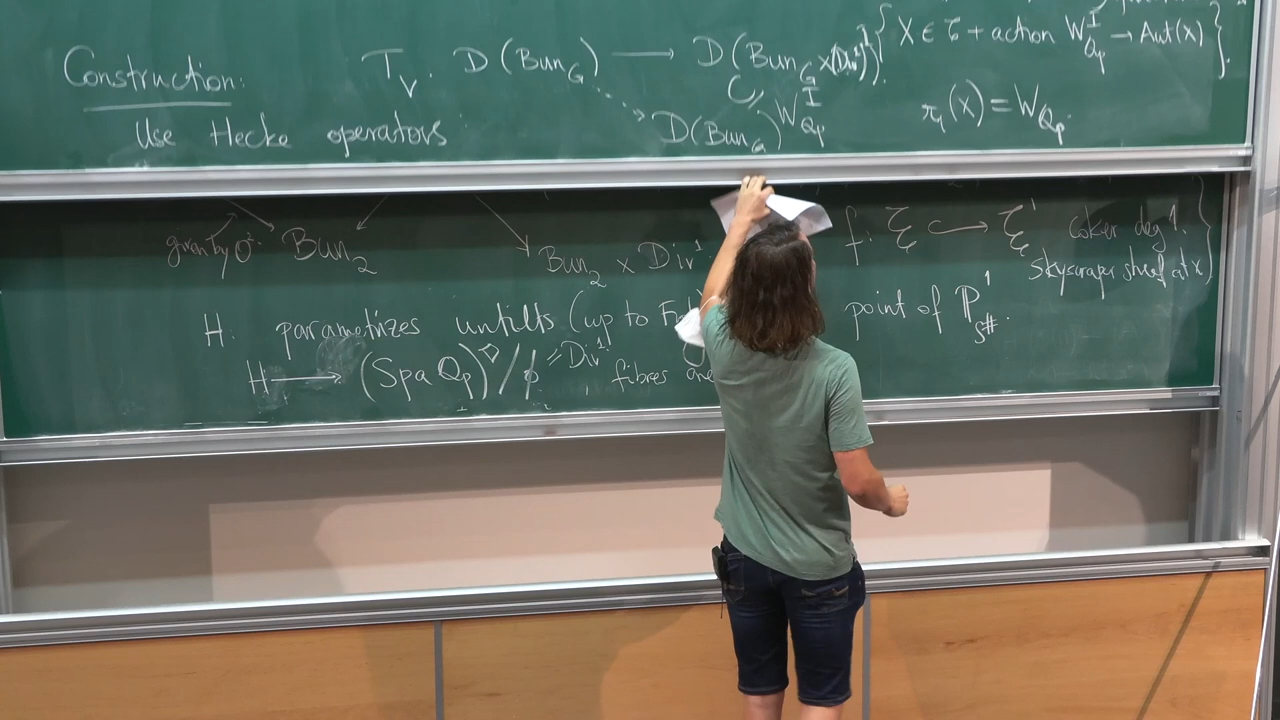 { X ∈ τ + action W^I_{Q_p} → Aut(X) }.
Construction: T_V: D(Bun_G) ⟶ D(Bun_G × (Div^1)^I)
Use Hecke operators ⇢ D(Bun_G)^{W^I_{Q_p}} π_1(X) = W_{Q_p}.
given by O^2. Bun_2 Bun_2 × Div^1. f: ξ ↪ ξ' coker deg 1. skyscraper sheaf at x }
H. parametrizes untilts (up to point of P^1_{S^#}.
H ⟶ (Spa Q_p)^◇ / φ = Div^1, fibres are